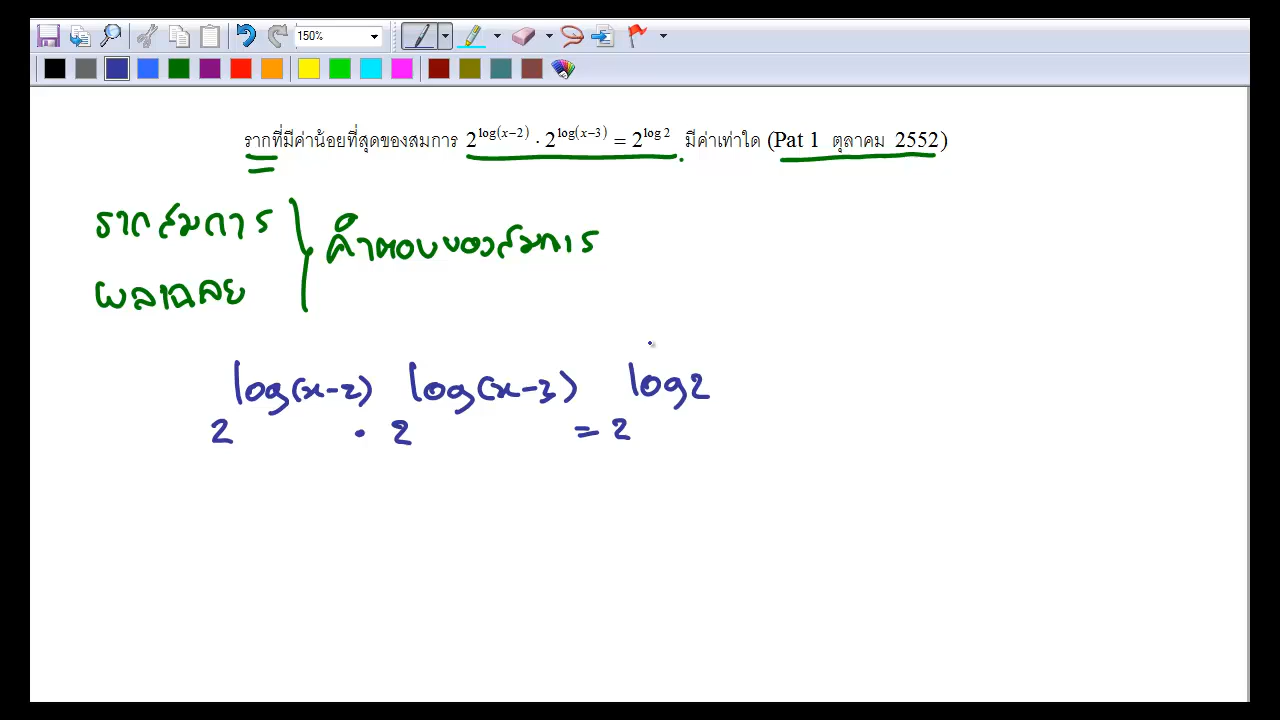 150%
รากที่มีค่าน้อยที่สุดของสมการ 2^{log(x−2)} · 2^{log(x−3)} = 2^{log 2} มีค่าเท่าใด (Pat 1 ตุลาคม 2552)
รากสมการ
คำตอบของสมการ
ผลเฉลย
2^{log(x-2)} · 2^{log(x-3)} = 2^{log2}